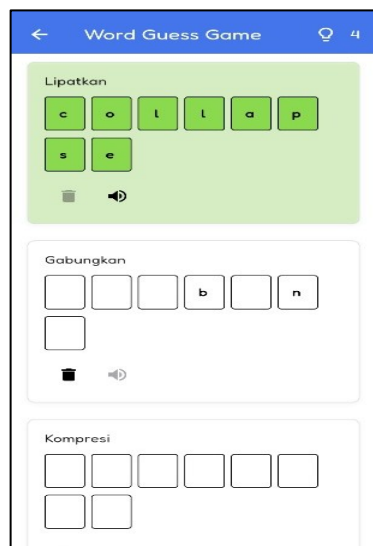 Word Guess Game 4
Lipatkan
c o l l a p
s e
Gabungkan
b n
Kompresi